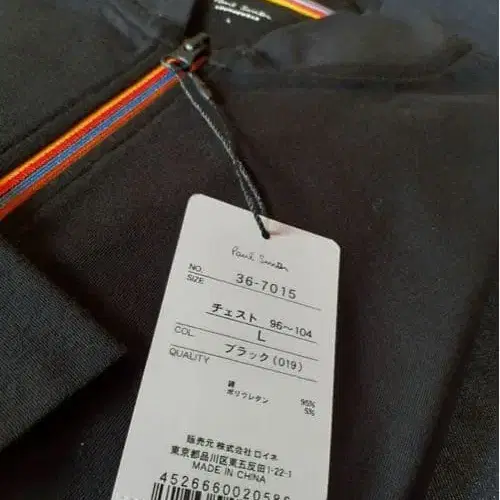 Paul Smith
L
Paul Smith
NO. 36-7015
SIZE
チェスト 96～104
L
COL. ブラック(019)
QUALITY
綿 95%
ポリウレタン 5%
販売元 株式会社 ロイネ
東京都品川区東五反田1-22-1
MADE IN CHINA